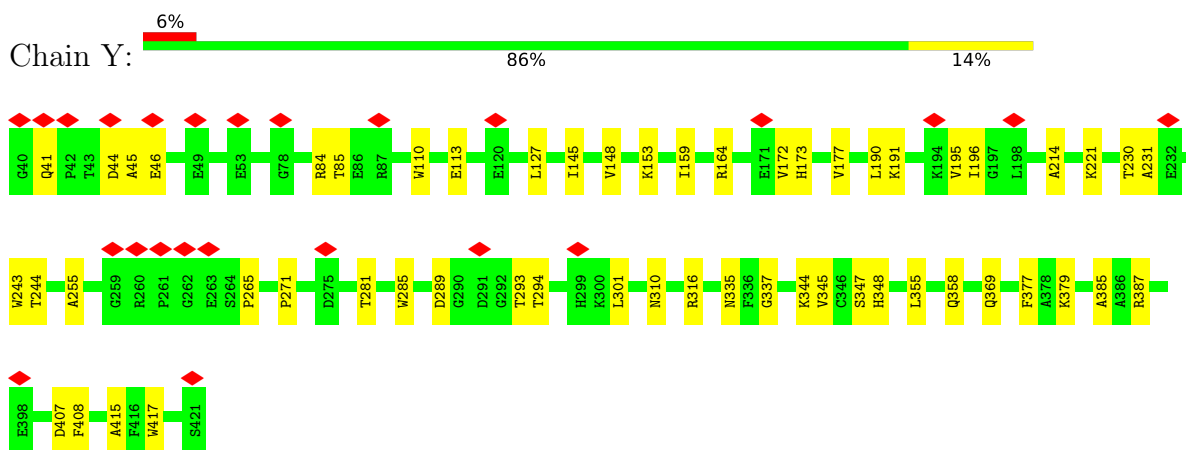 6%
Chain Y:
86% 14%
G40 Q41 P42 T43 D44 A45 E46 E49 E53 G78 R84 T85 E86 R87 W110 E113 E120 L127 I145 V148 K153 I159 R164 E171 V172 H173 V177 L190 K191 K194 V195 I196 G197 L198 A214 K221 T230 A231 E232
W243 T244 A255 G259 R260 P261 G262 E263 S264 P265 P271 D275 T281 W285 D289 G290 D291 G292 T293 T294 H299 K300 L301 N310 R316 N335 F336 G337 K344 V345 C346 S347 H348 L355 Q358 Q369 F377 A378 K379 A385 A386 R387
E398 D407 F408 A415 F416 W417 S421